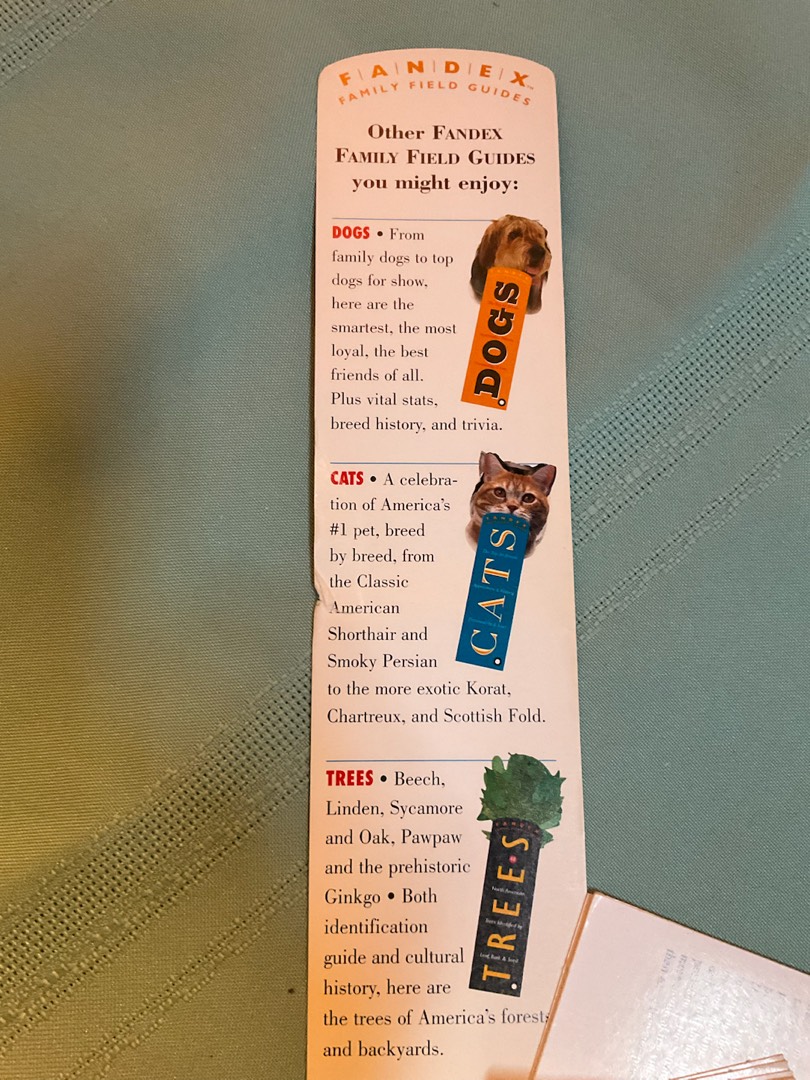 F|A|N|D|E|X™
FAMILY FIELD GUIDES
Other FANDEX
FAMILY FIELD GUIDES
you might enjoy:
DOGS • From
family dogs to top
dogs for show,
here are the
smartest, the most
loyal, the best
friends of all.
Plus vital stats,
breed history, and trivia.
DOGS
CATS • A celebra-
tion of America's
#1 pet, breed
by breed, from
the Classic
American
Shorthair and
Smoky Persian
to the more exotic Korat,
Chartreux, and Scottish Fold.
CATS
TREES • Beech,
Linden, Sycamore
and Oak, Pawpaw
and the prehistoric
Ginkgo • Both
identification
guide and cultural
history, here are
the trees of America's forests
and backyards.
TREES